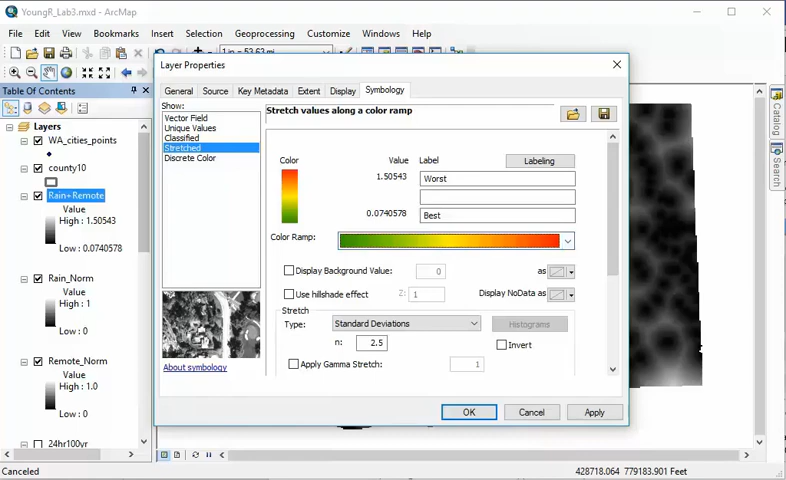 YoungR_Lab3.mxd - ArcMap
File Edit View Bookmarks Insert Selection Geoprocessing Customize Windows Help
Layer Properties
General Source Key Metadata Extent Display Symbology
Table Of Contents
Layers
WA_cities_points
county10
Rain+Remote
Value
High : 1.50543
Low : 0.0740578
Rain_Norm
Value
High : 1
Low : 0
Remote_Norm
Value
High : 1.0
Low : 0
24hr100yr
Show:
Vector Field
Unique Values
Classified
Stretched
Discrete Color
About symbology
Stretch values along a color ramp
Color Value Label Labeling
1.50543 Worst
0.0740578 Best
Color Ramp:
Display Background Value: 0 as
Use hillshade effect Z: 1 Display NoData as
Stretch
Type: Standard Deviations Histograms
n: 2.5 Invert
Apply Gamma Stretch: 1
OK Cancel Apply
Catalog
Search
Canceled
428718.064 779183.901 Feet